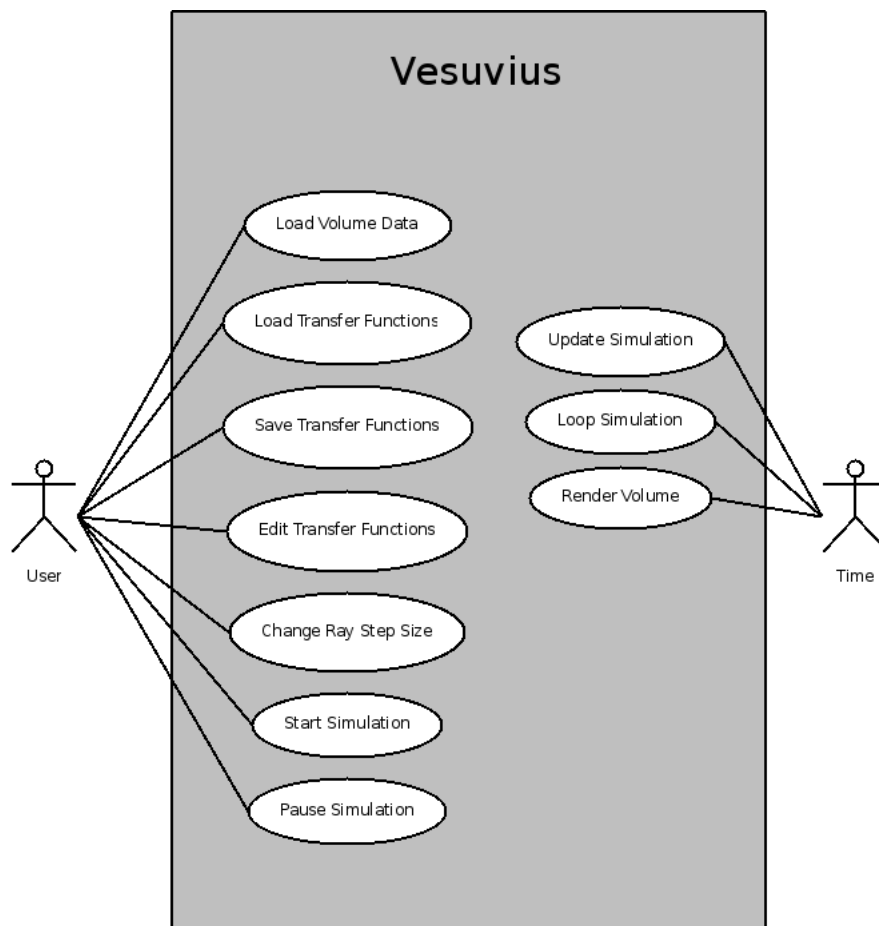 Vesuvius
Load Volume Data
Load Transfer Functions
Save Transfer Functions
Edit Transfer Functions
Change Ray Step Size
Start Simulation
Pause Simulation
Update Simulation
Loop Simulation
Render Volume
User
Time